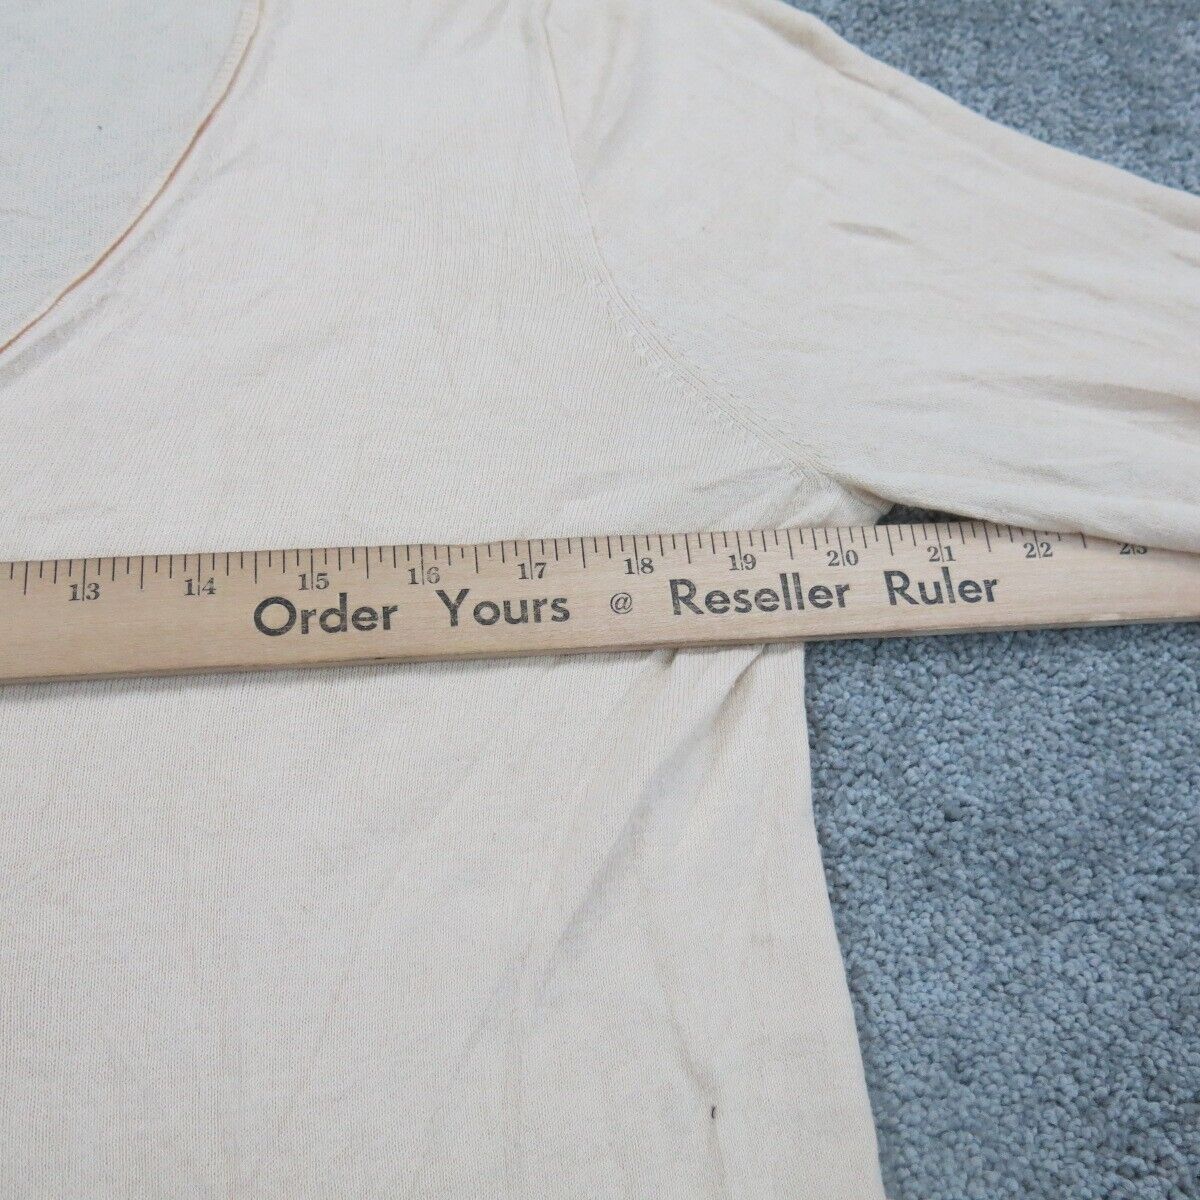 13 14 15 16 17 18 19 20 21 22 23
Order Yours @ Reseller Ruler